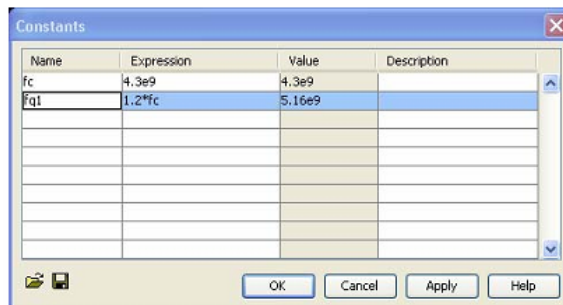 Constants
Name Expression Value Description
fc 4.3e9 4.3e9
fq1 1.2*fc 5.16e9
OK Cancel Apply Help